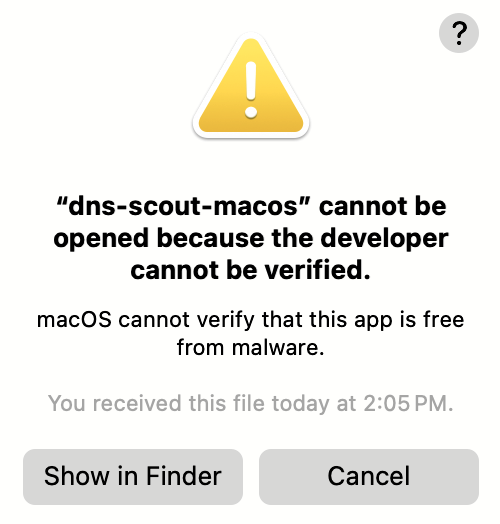 ?
“dns-scout-macos” cannot be
opened because the developer
cannot be verified.
macOS cannot verify that this app is free
from malware.
You received this file today at 2:05 PM.
Show in Finder
Cancel